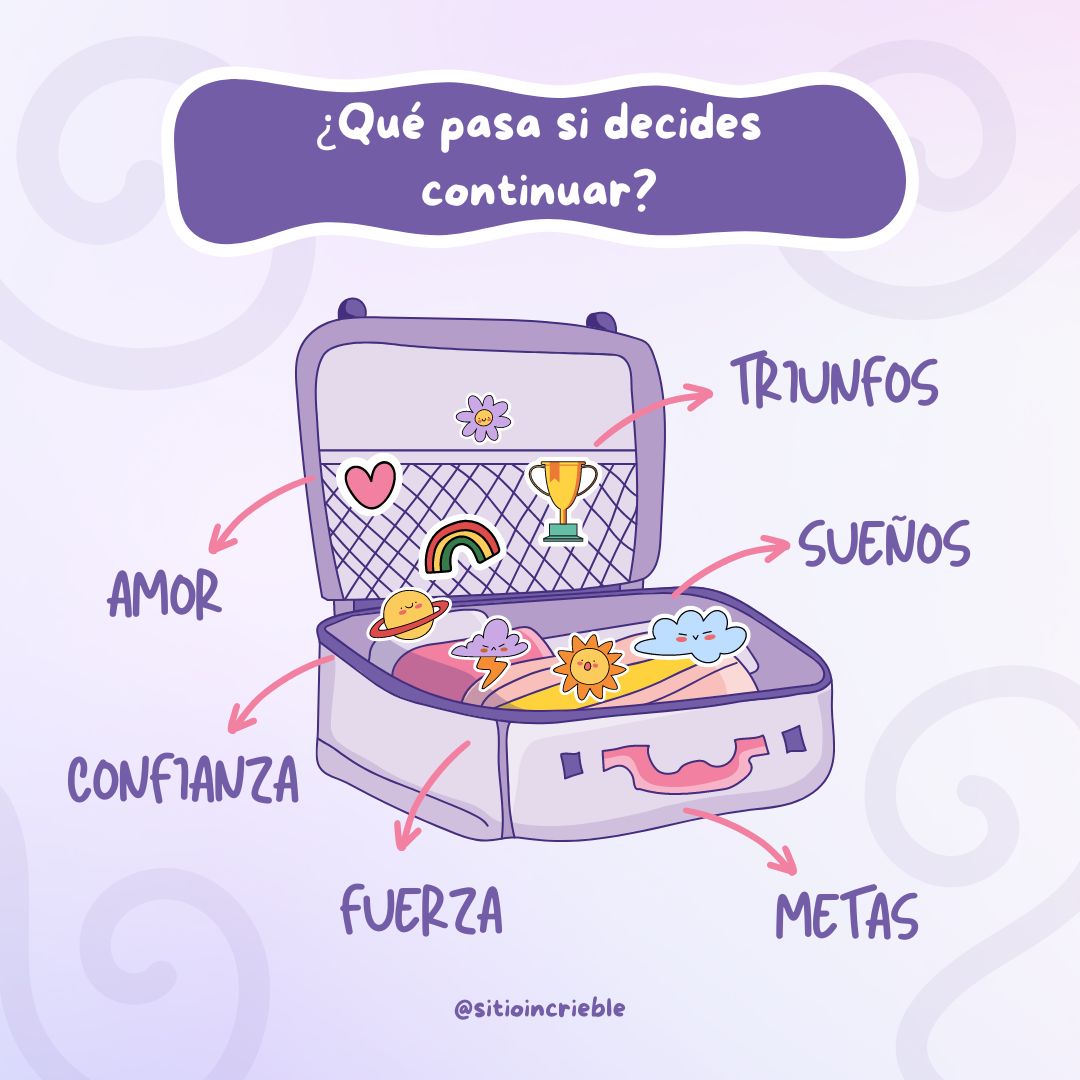 ¿Qué pasa si decides
continuar?
TRIUNFOS
SUEÑOS
AMOR
CONFIANZA
FUERZA
METAS
@sitioincrieble